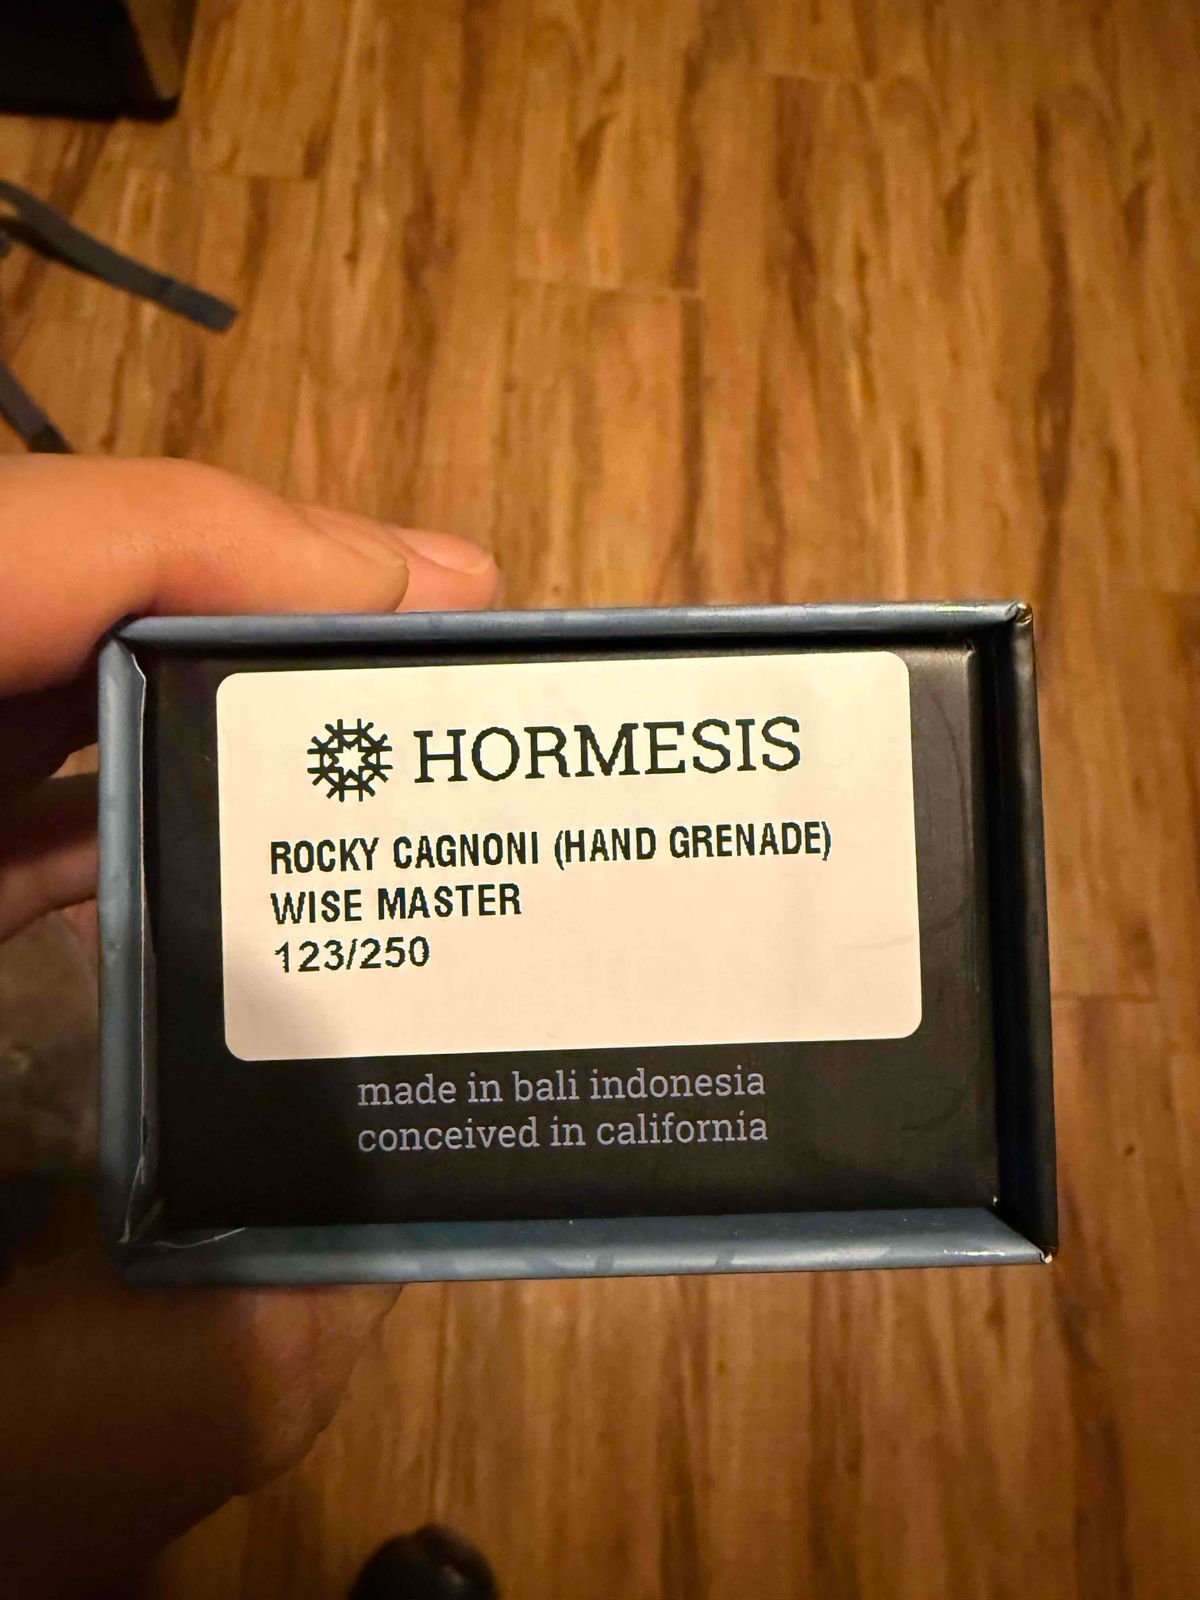 HORMESIS
ROCKY CAGNONI (HAND GRENADE)
WISE MASTER
123/250
made in bali indonesia
conceived in california